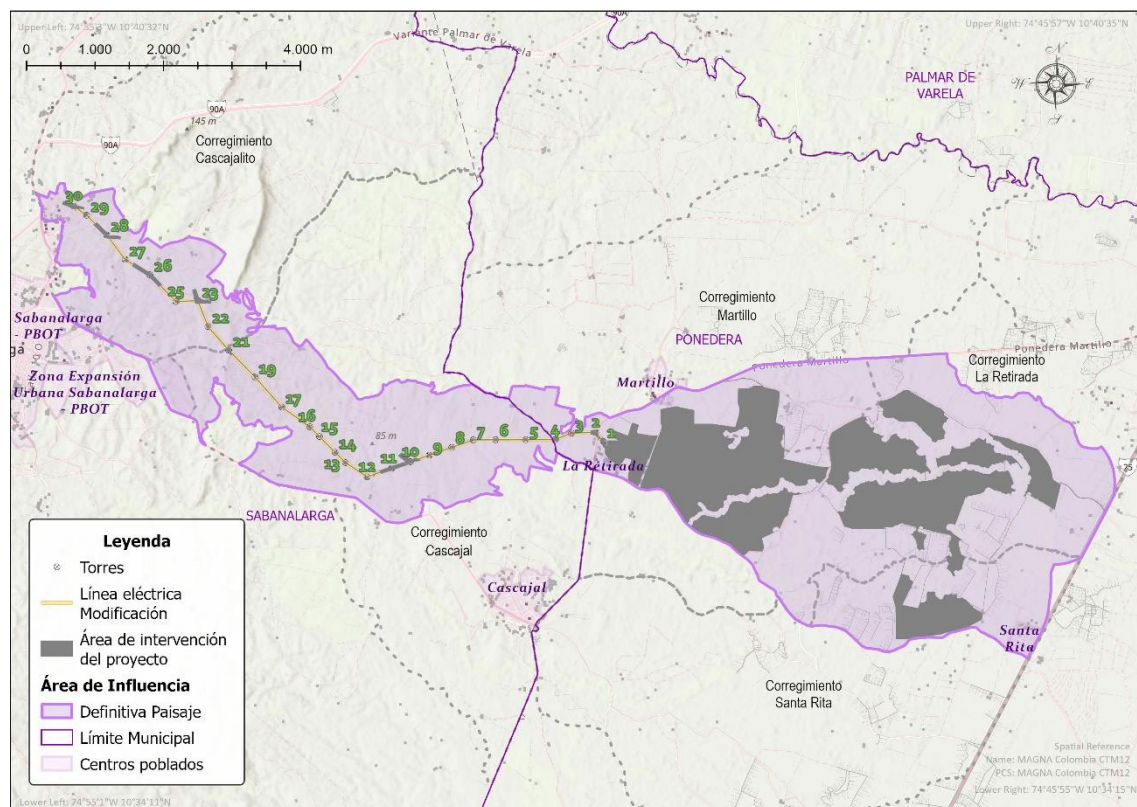 Upper Left: 74°55'3"W 10°40'32"N
Upper Right: 74°45'57"W 10°40'35"N
0 1.000 2.000 4.000 m
90A
Variante Palmar de Varela
PALMAR DE
VARELA
N
W
E
S
90A
145 m
90A
Corregimiento
Cascajalito
30
29
28
27
26
25
23
22
21
19
17
16
15
14
13
12
11
10
9
8
7
6
5
4
3
2
1
85 m
Sabanalarga
- PBOT
Zona Expansión
Urbana Sabanalarga
- PBOT
Corregimiento
Martillo
PONEDERA
Martillo
Ponedera Martillo
Ponedera Martillo
Corregimiento
La Retirada
La Retirada
25
SABANALARGA
Corregimiento
Cascajal
Cascajal
Santa
Rita
Corregimiento
Santa Rita
Leyenda
Torres
Línea eléctrica
Modificación
Área de intervención
del proyecto
Área de Influencia
Definitiva Paisaje
Límite Municipal
Centros poblados
Spatial Reference
Name: MAGNA Colombia CTM12
PCS: MAGNA Colombia CTM12
Lower Left: 74°55'1"W 10°34'11"N
Lower Right: 74°45'55"W 10°34'15"N